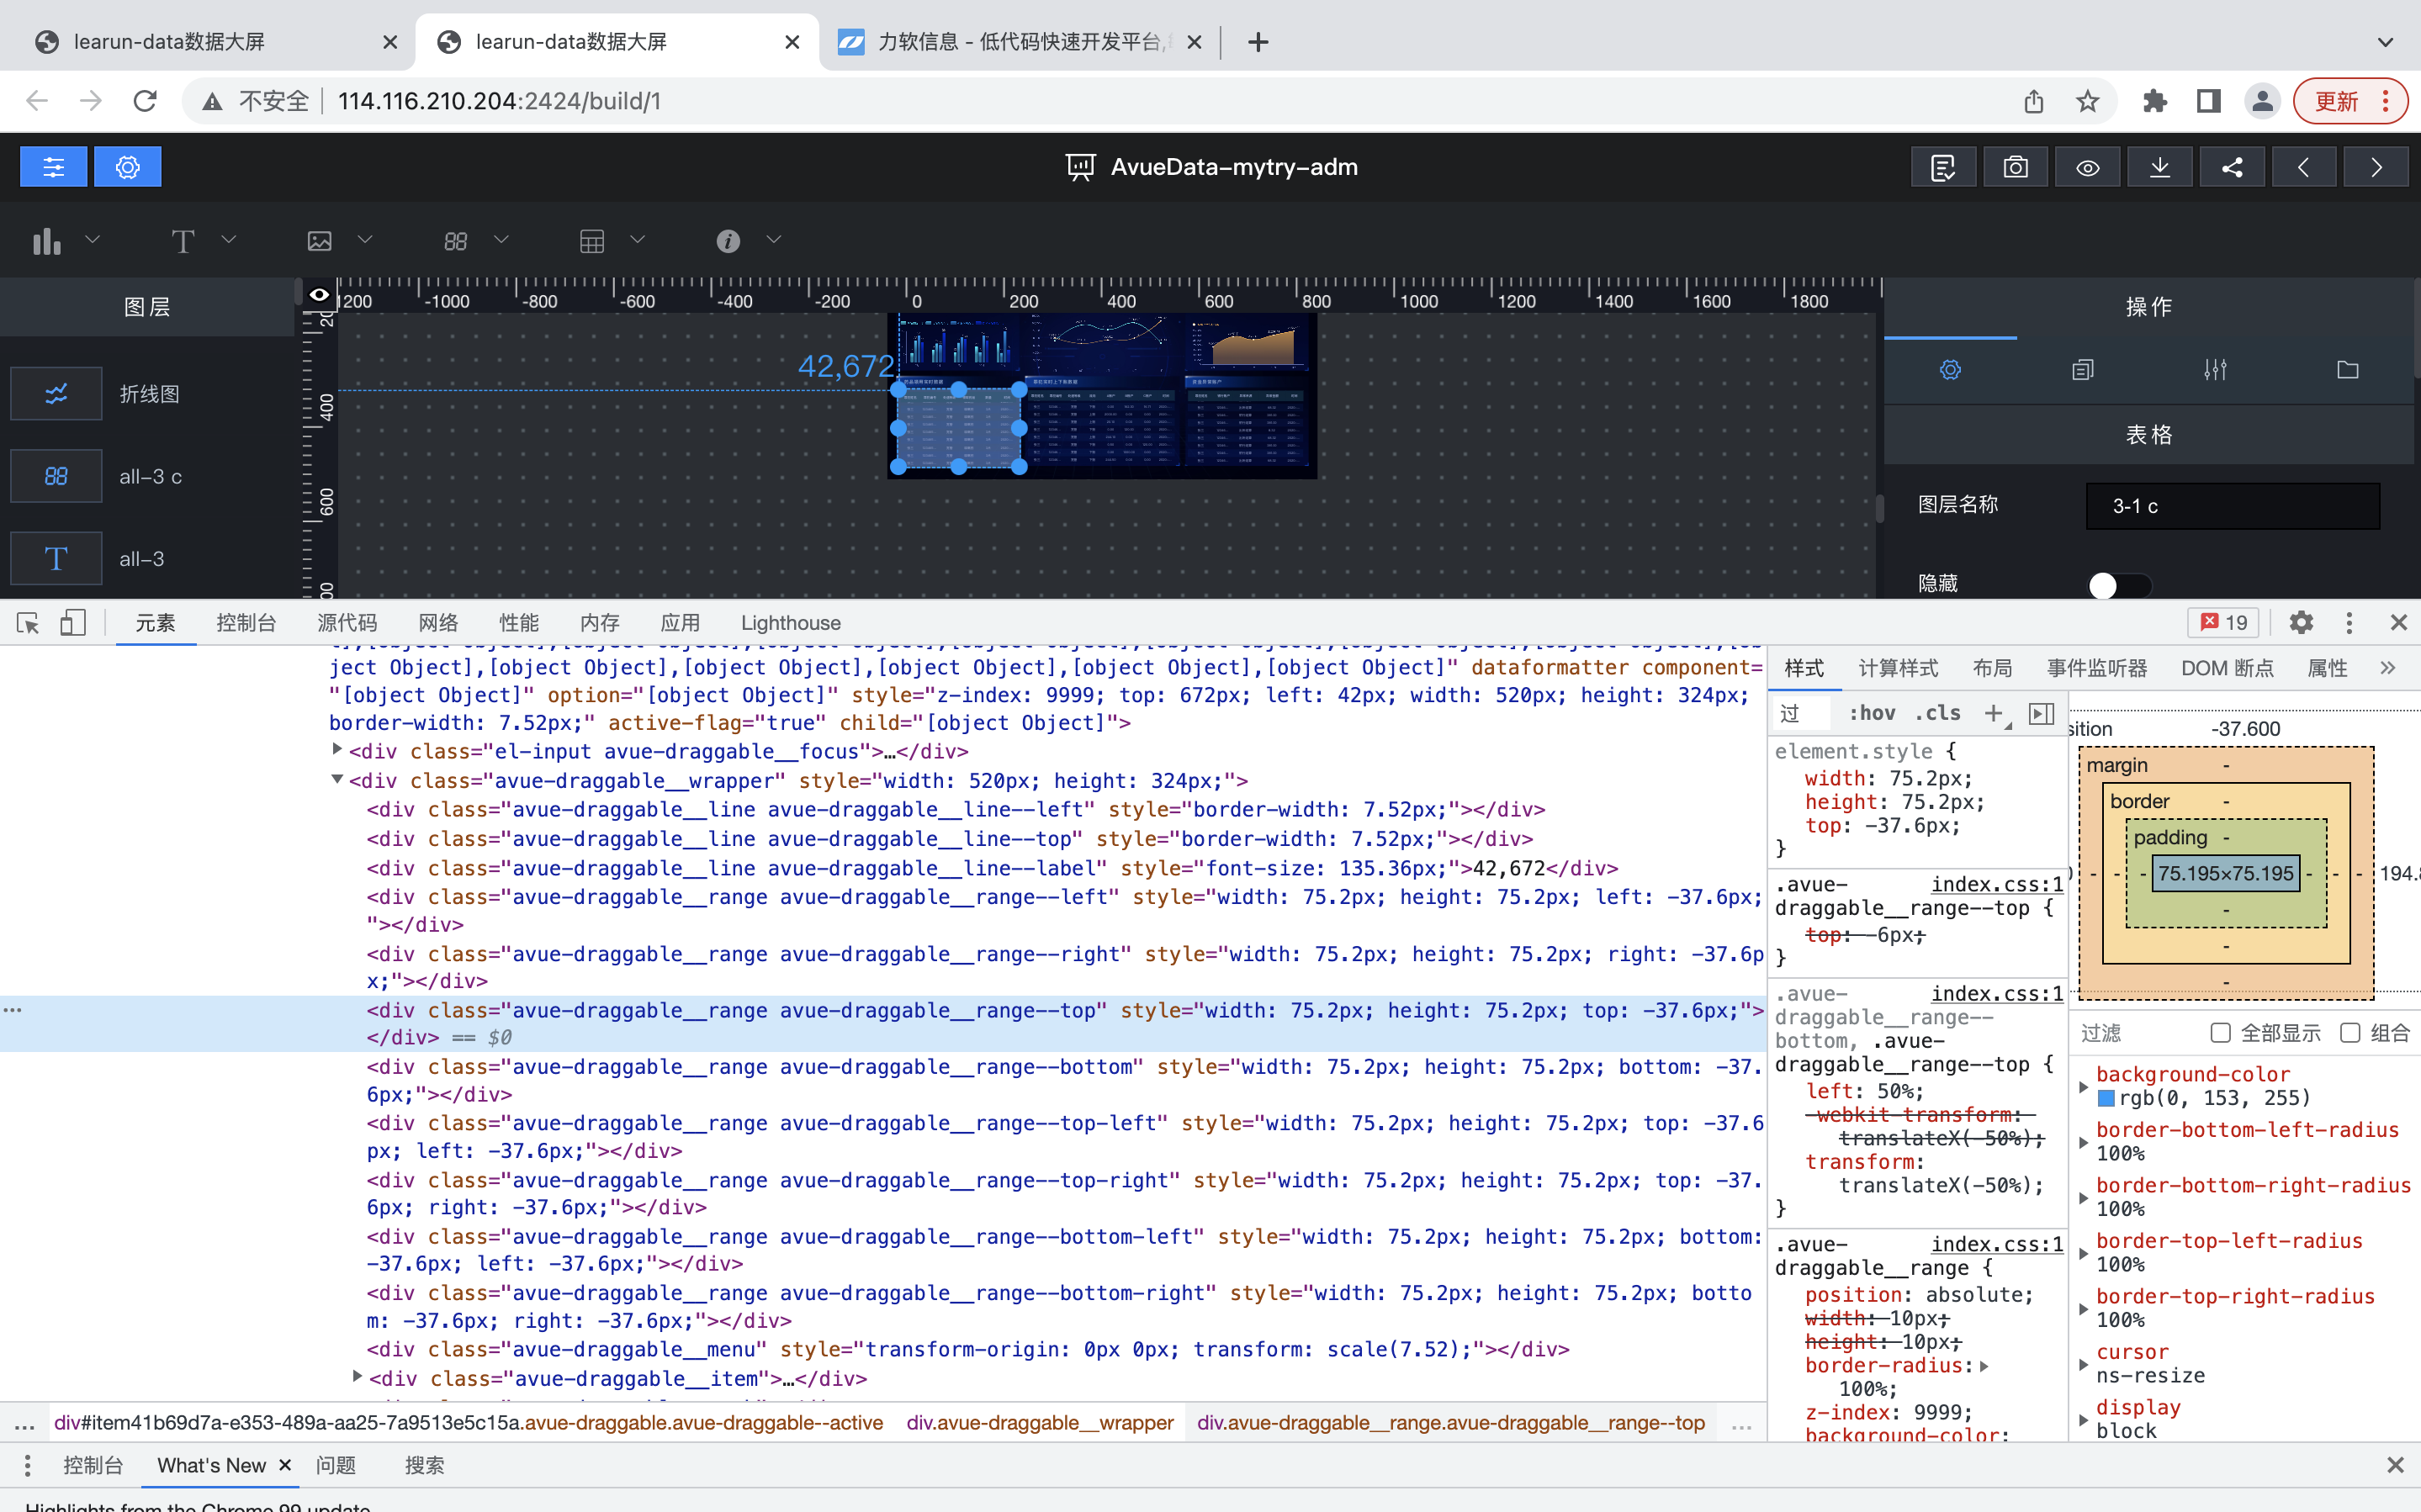 learun-data数据大屏
learun-data数据大屏
力软信息 - 低代码快速开发平台,
不安全
114.116.210.204:2424/build/1
更新
AvueData-mytry-adm
图层
1200 -1000 -800 -600 -400 -200 0 200 400 600 800 1000 1200 1400 1600 1800
操作
400
600
42,672
折线图
all-3 c
all-3
表格
图层名称
3-1 c
隐藏
元素 控制台 源代码 网络 性能 内存 应用 Lighthouse
19
ject Object],[object Object],[object Object],[object Object],[object Object],[object Object]" dataformatter component=
"[object Object]" option="[object Object]" style="z-index: 9999; top: 672px; left: 42px; width: 520px; height: 324px;
border-width: 7.52px;" active-flag="true" child="[object Object]">
<div class="el-input avue-draggable__focus">…</div>
<div class="avue-draggable__wrapper" style="width: 520px; height: 324px;">
<div class="avue-draggable__line avue-draggable__line--left" style="border-width: 7.52px;"></div>
<div class="avue-draggable__line avue-draggable__line--top" style="border-width: 7.52px;"></div>
<div class="avue-draggable__line avue-draggable__line--label" style="font-size: 135.36px;">42,672</div>
<div class="avue-draggable__range avue-draggable__range--left" style="width: 75.2px; height: 75.2px; left: -37.6px;
"></div>
<div class="avue-draggable__range avue-draggable__range--right" style="width: 75.2px; height: 75.2px; right: -37.6p
x;"></div>
<div class="avue-draggable__range avue-draggable__range--top" style="width: 75.2px; height: 75.2px; top: -37.6px;">
</div> == $0
<div class="avue-draggable__range avue-draggable__range--bottom" style="width: 75.2px; height: 75.2px; bottom: -37.
6px;"></div>
<div class="avue-draggable__range avue-draggable__range--top-left" style="width: 75.2px; height: 75.2px; top: -37.6
px; left: -37.6px;"></div>
<div class="avue-draggable__range avue-draggable__range--top-right" style="width: 75.2px; height: 75.2px; top: -37.
6px; right: -37.6px;"></div>
<div class="avue-draggable__range avue-draggable__range--bottom-left" style="width: 75.2px; height: 75.2px; bottom:
-37.6px; left: -37.6px;"></div>
<div class="avue-draggable__range avue-draggable__range--bottom-right" style="width: 75.2px; height: 75.2px; botto
m: -37.6px; right: -37.6px;"></div>
<div class="avue-draggable__menu" style="transform-origin: 0px 0px; transform: scale(7.52);"></div>
<div class="avue-draggable__item">…</div>
… div#item41b69d7a-e353-489a-aa25-7a9513e5c15a.avue-draggable.avue-draggable--active div.avue-draggable__wrapper div.avue-draggable__range.avue-draggable__range--top …
样式 计算样式 布局 事件监听器 DOM 断点 属性 »
过 :hov .cls +
element.style {
width: 75.2px;
height: 75.2px;
top: -37.6px;
}
.avue- index.css:1
draggable__range--top {
top: -6px;
}
.avue- index.css:1
draggable__range--
bottom, .avue-
draggable__range--top {
left: 50%;
-webkit-transform:
translateX(-50%);
transform:
translateX(-50%);
}
.avue- index.css:1
draggable__range {
position: absolute;
width: 10px;
height: 10px;
border-radius:
100%;
z-index: 9999;
background-color:
sition -37.600
margin -
border -
padding -
- - - 75.195×75.195 - - - 194.
-
-
-
过滤 全部显示 组合
background-color
rgb(0, 153, 255)
border-bottom-left-radius
100%
border-bottom-right-radius
100%
border-top-left-radius
100%
border-top-right-radius
100%
cursor
ns-resize
display
block
控制台 What's New 问题 搜索
Highlights from the Chrome 99 update